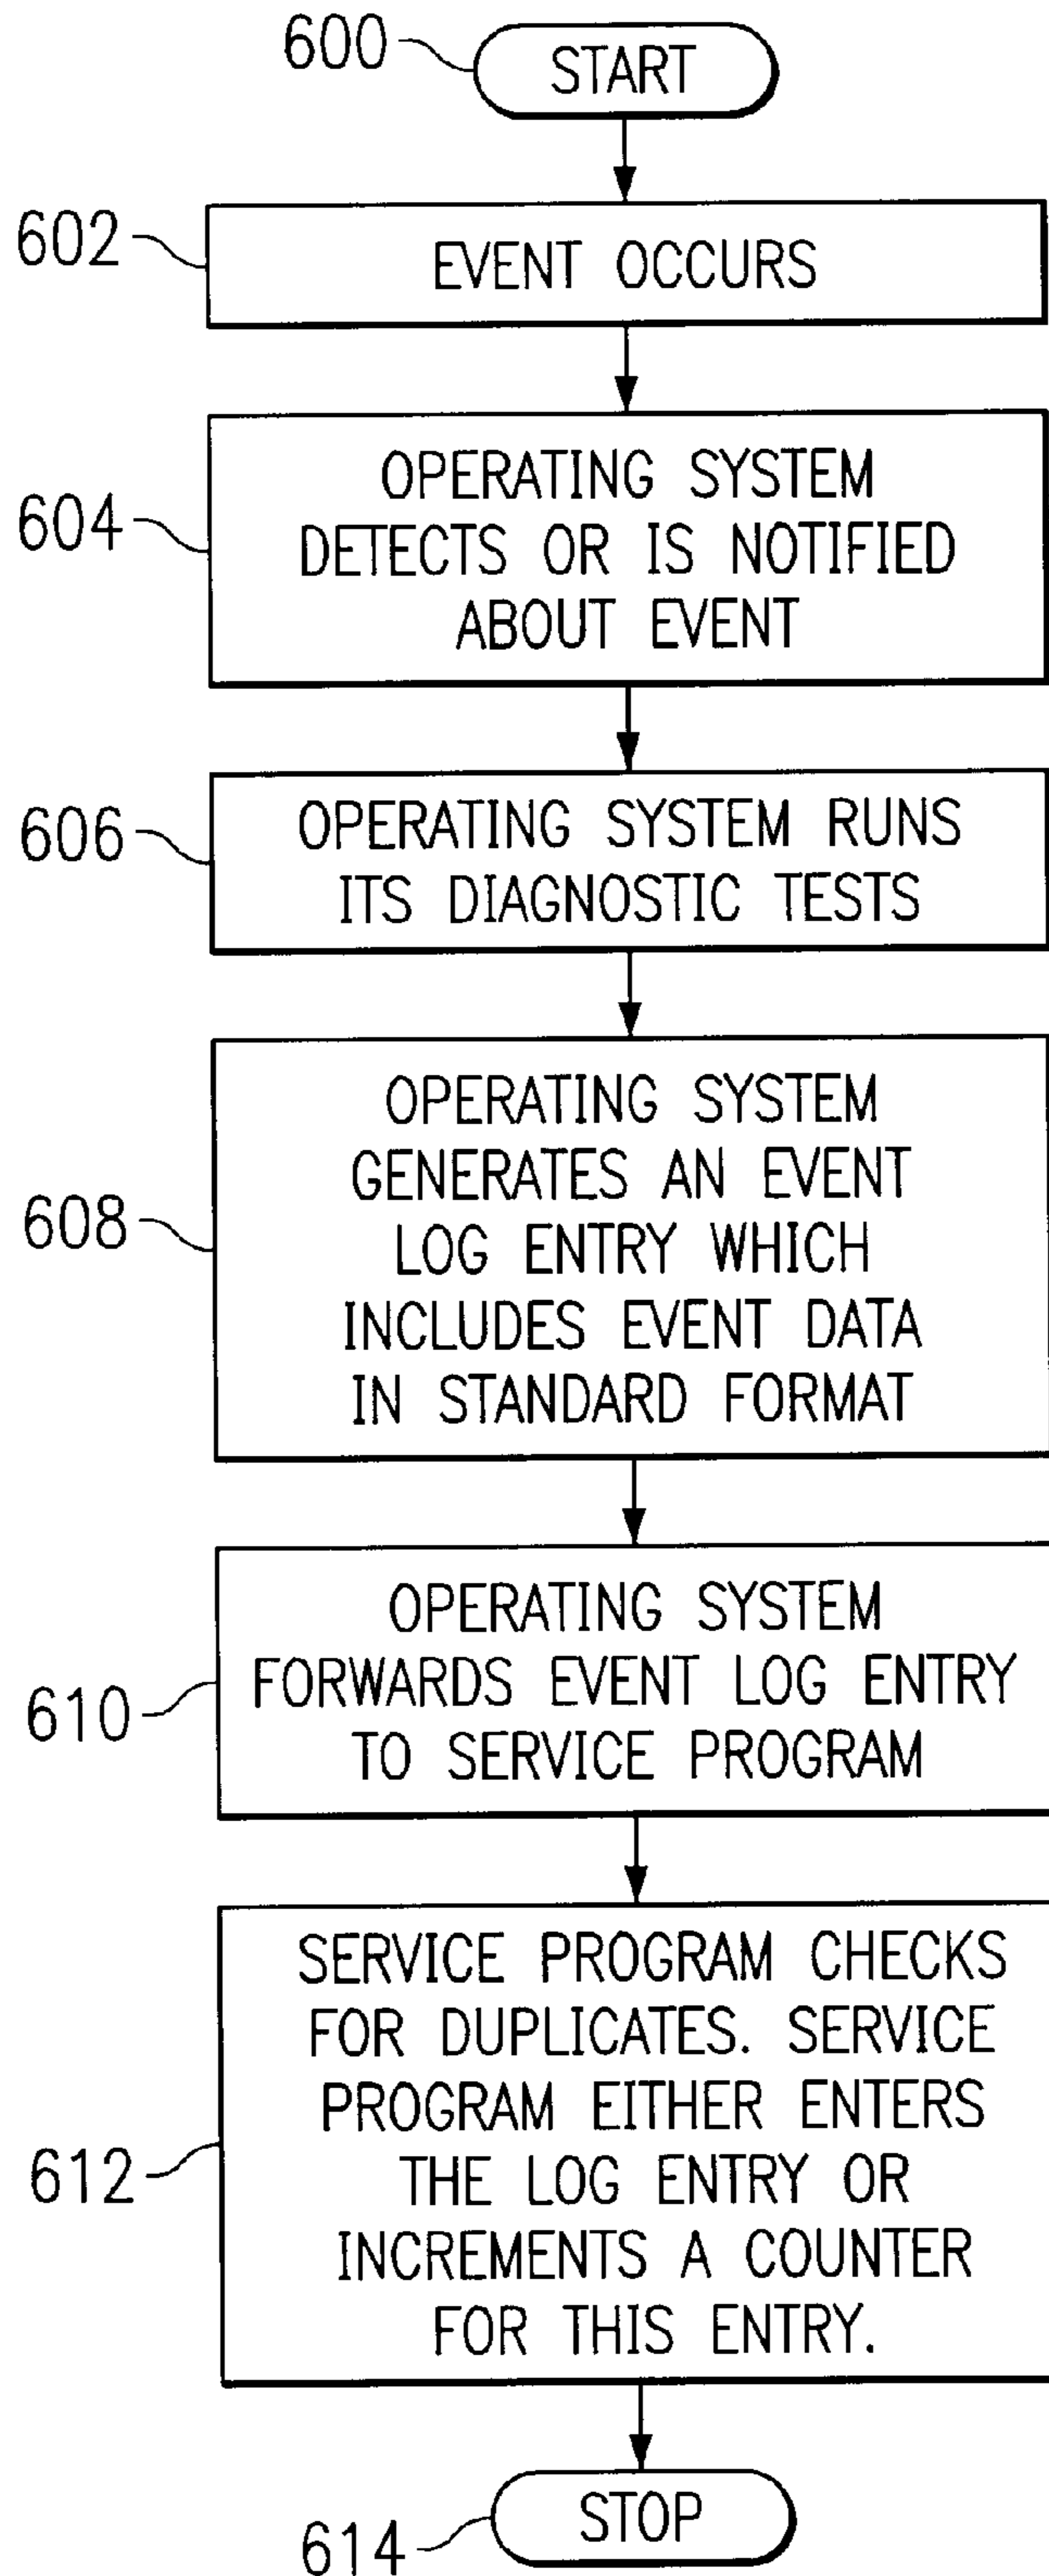 600
START
602
EVENT OCCURS
604
OPERATING SYSTEM
DETECTS OR IS NOTIFIED
ABOUT EVENT
606
OPERATING SYSTEM RUNS
ITS DIAGNOSTIC TESTS
608
OPERATING SYSTEM
GENERATES AN EVENT
LOG ENTRY WHICH
INCLUDES EVENT DATA
IN STANDARD FORMAT
610
OPERATING SYSTEM
FORWARDS EVENT LOG ENTRY
TO SERVICE PROGRAM
612
SERVICE PROGRAM CHECKS
FOR DUPLICATES. SERVICE
PROGRAM EITHER ENTERS
THE LOG ENTRY OR
INCREMENTS A COUNTER
FOR THIS ENTRY.
614
STOP